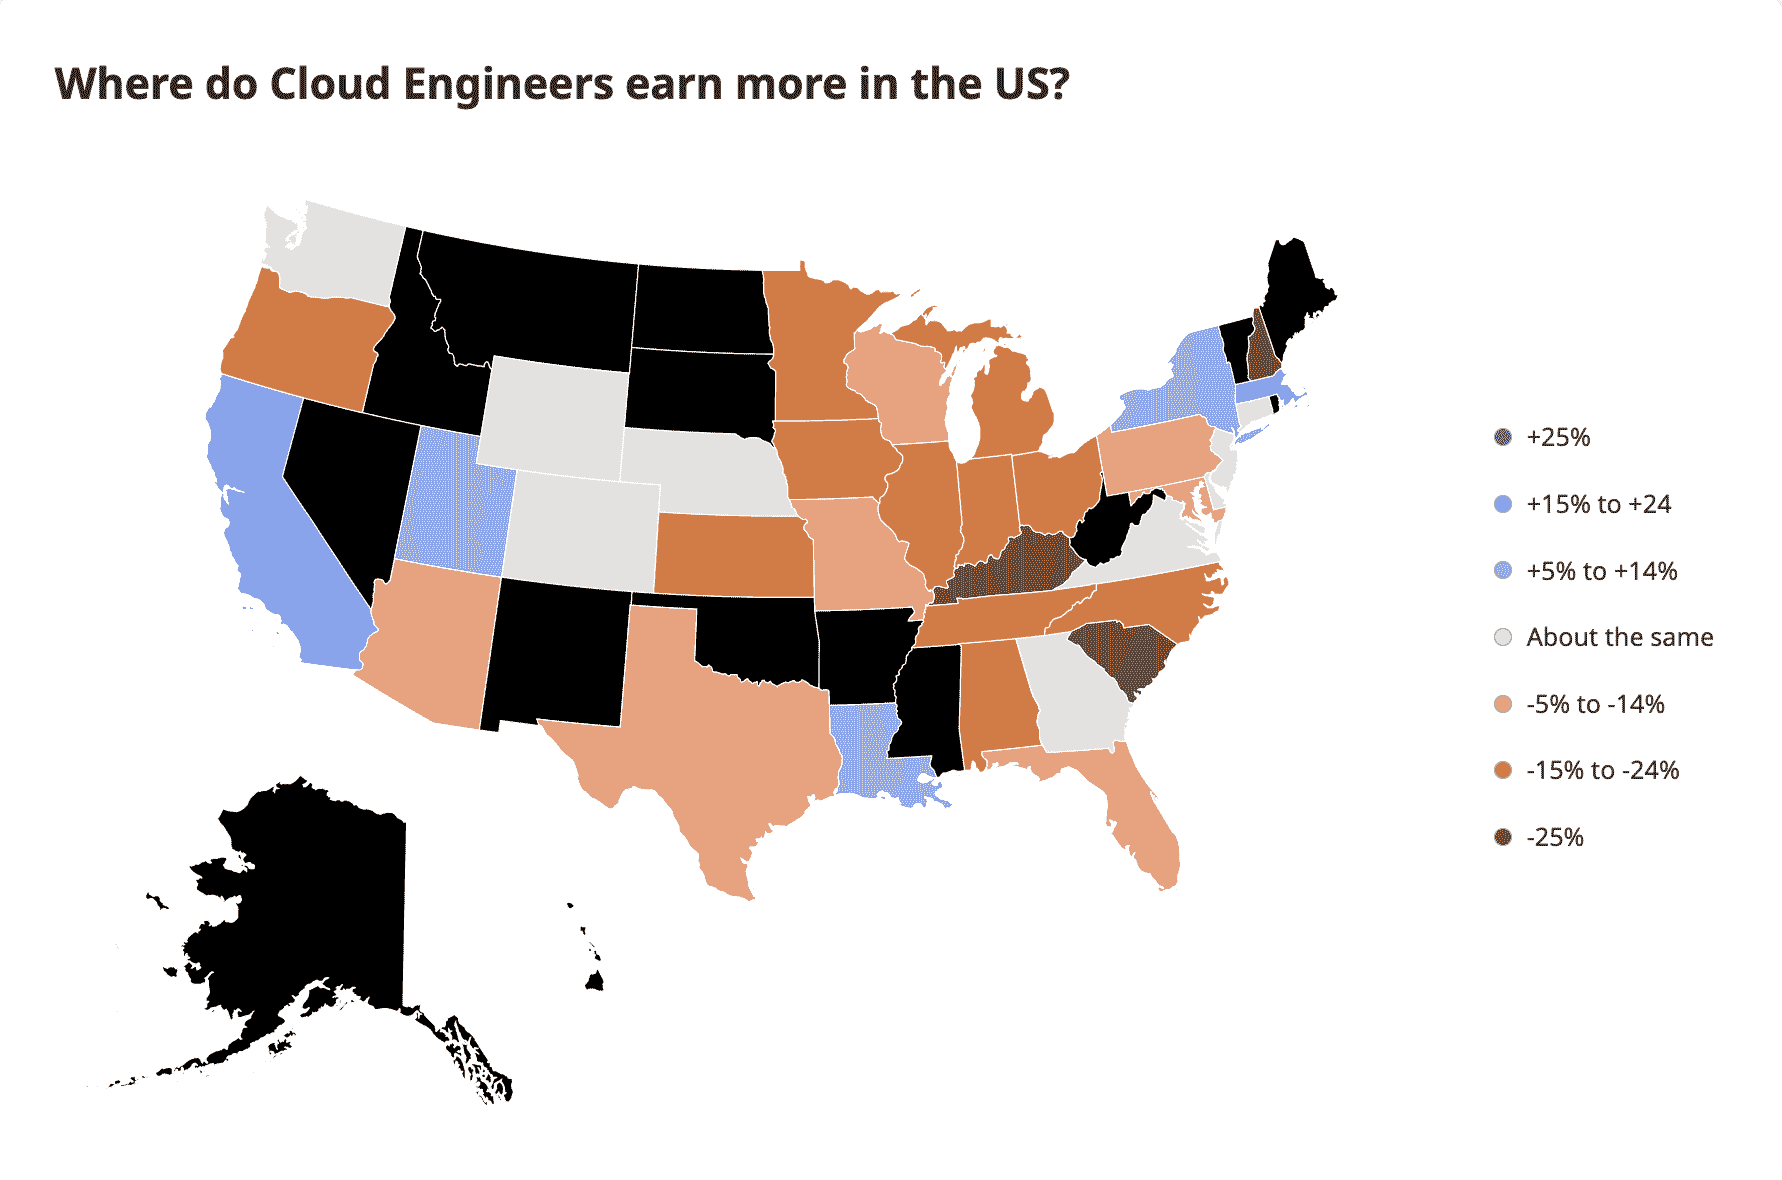 Where do Cloud Engineers earn more in the US?
+25%
+15% to +24
+5% to +14%
About the same
-5% to -14%
-15% to -24%
-25%